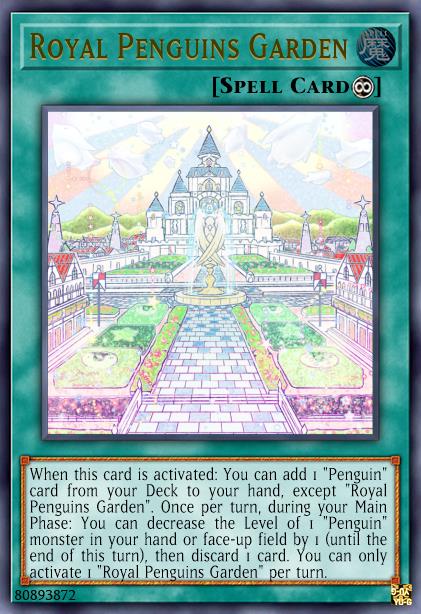 Royal Penguins Garden 魔
[Spell Card]
When this card is activated: You can add 1 "Penguin"
card from your Deck to your hand, except "Royal
Penguins Garden". Once per turn, during your Main
Phase: You can decrease the Level of 1 "Penguin"
monster in your hand or face-up field by 1 (until the
end of this turn), then discard 1 card. You can only
activate 1 "Royal Penguins Garden" per turn.
80893872